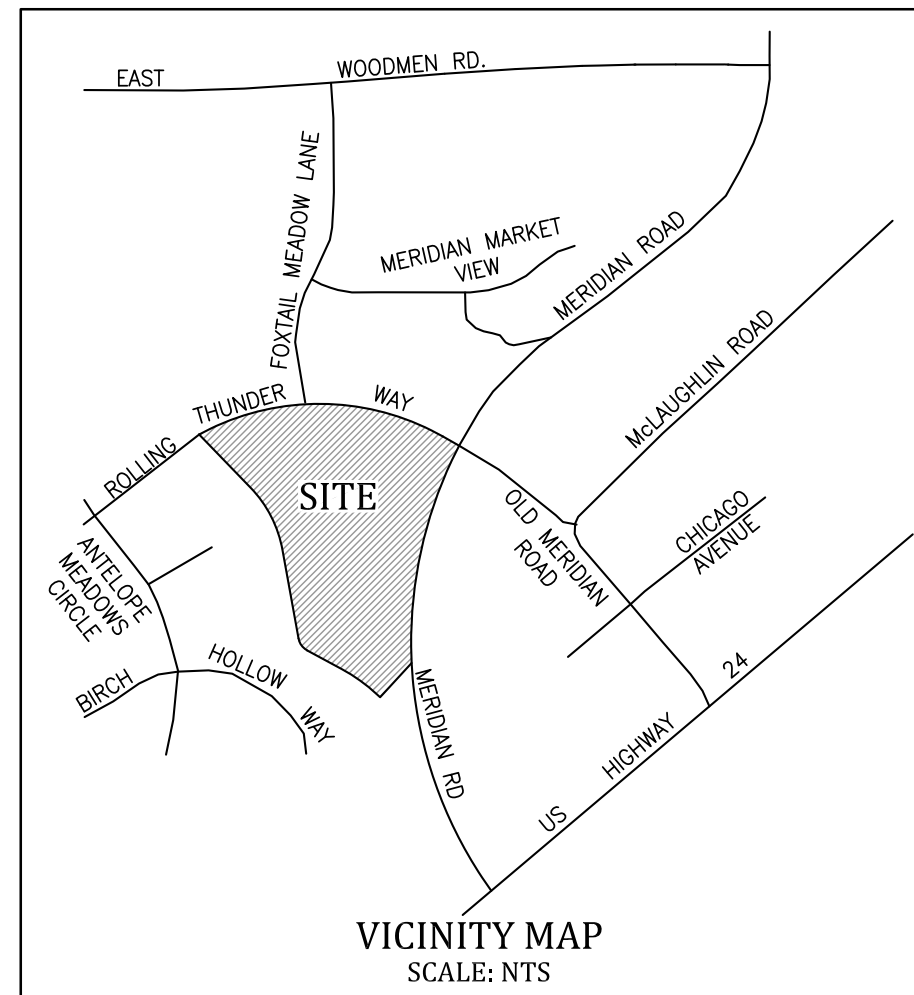 EAST WOODMEN RD.
FOXTAIL MEADOW LANE
MERIDIAN MARKET
VIEW
MERIDIAN ROAD
McLAUGHLIN ROAD
ROLLING THUNDER WAY
SITE
OLD MERIDIAN
ROAD
CHICAGO
AVENUE
ANTELOPE
MEADOWS
CIRCLE
BIRCH HOLLOW WAY
MERIDIAN RD
US HIGHWAY 24
VICINITY MAP
SCALE: NTS